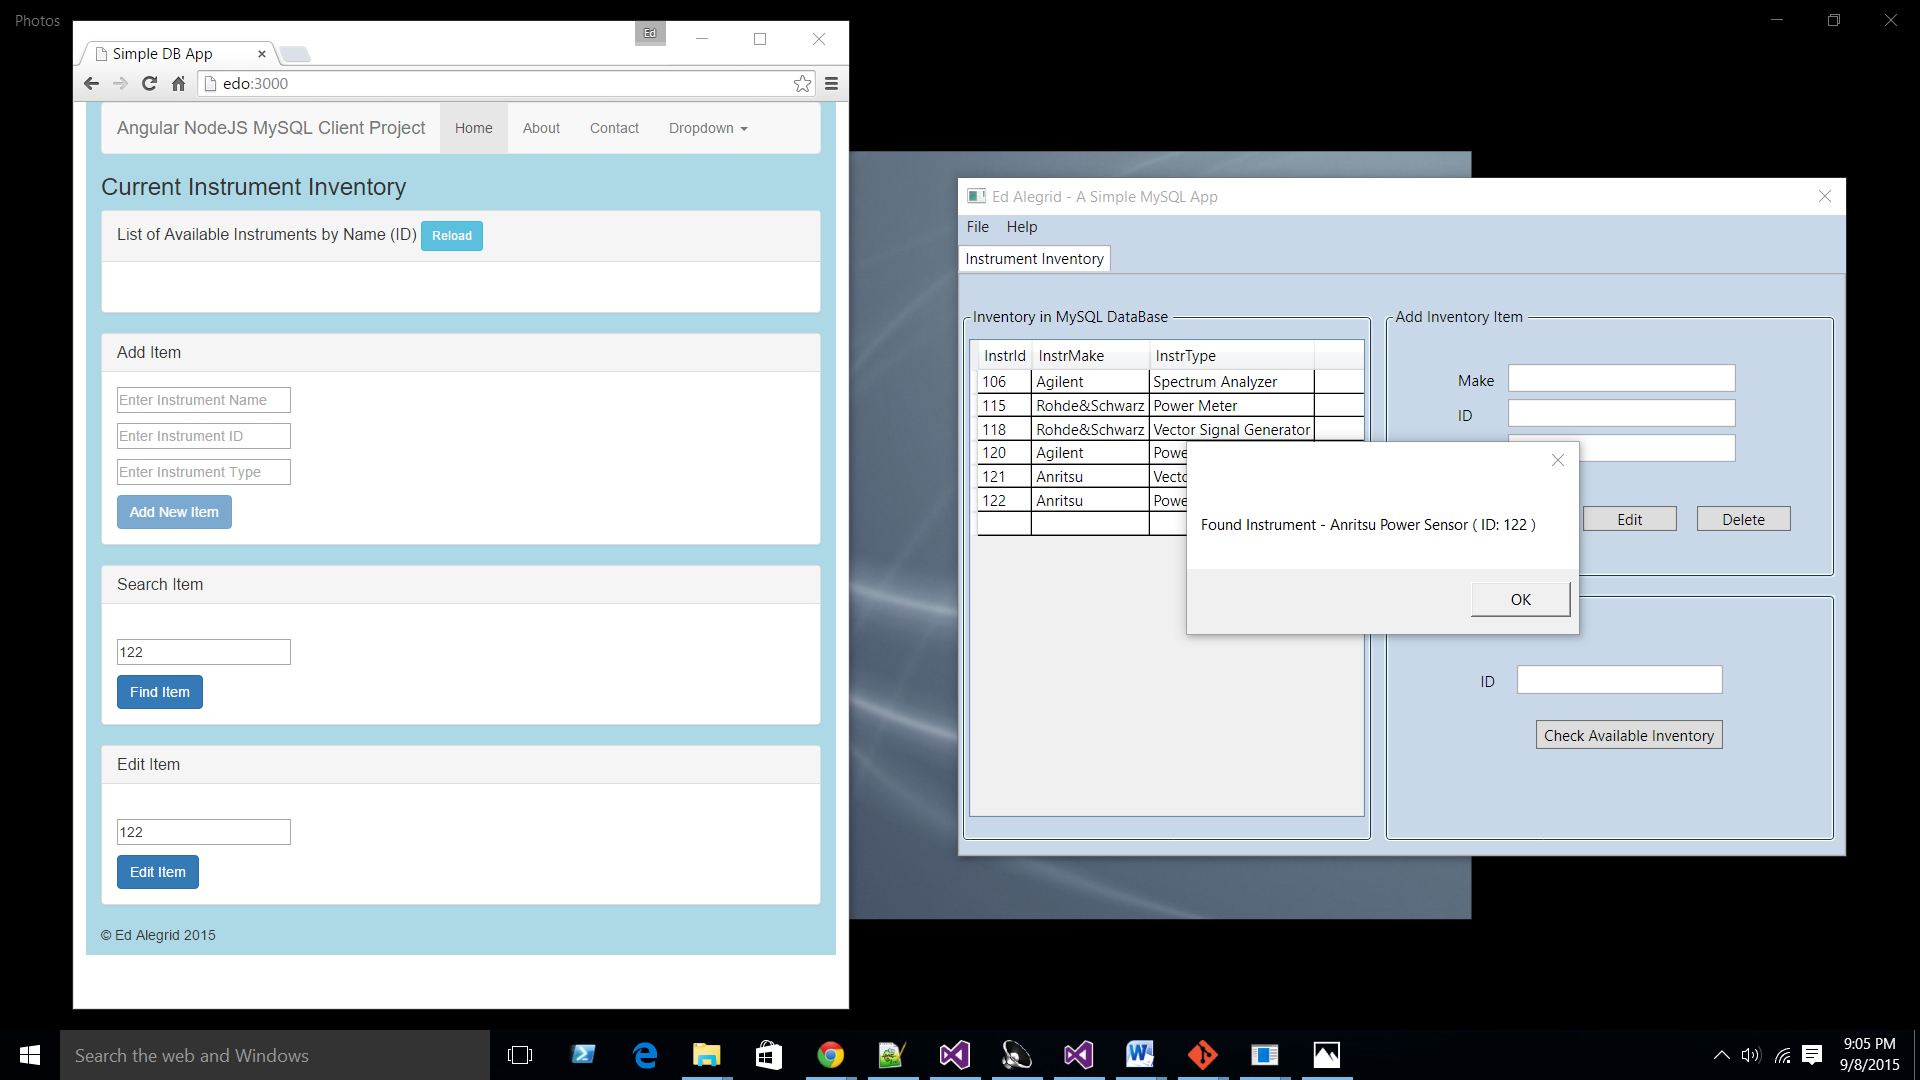 Photos
Ed
Simple DB App
edo:3000
Angular NodeJS MySQL Client Project
Home
About
Contact
Dropdown
Current Instrument Inventory
List of Available Instruments by Name (ID)
Reload
Add Item
Enter Instrument Name
Enter Instrument ID
Enter Instrument Type
Add New Item
Search Item
122
Find Item
Edit Item
122
Edit Item
© Ed Alegrid 2015
Ed Alegrid - A Simple MySQL App
File Help
Instrument Inventory
Inventory in MySQL DataBase
InstrId InstrMake InstrType
106 Agilent Spectrum Analyzer
115 Rohde&Schwarz Power Meter
118 Rohde&Schwarz Vector Signal Generator
120 Agilent
121 Anritsu
122 Anritsu
Add Inventory Item
Make
ID
Edit
Delete
Found Instrument - Anritsu Power Sensor ( ID: 122 )
OK
ID
Check Available Inventory
Search the web and Windows
9:05 PM
9/8/2015